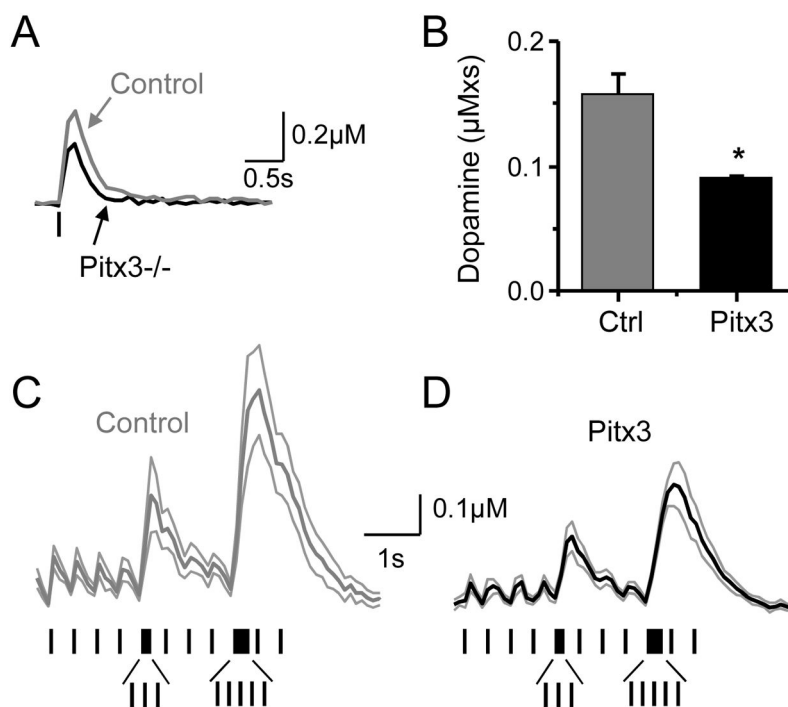 A
Control
0.2µM
0.5s
Pitx3-/-
B
Dopamine (µMxs)
0.2
0.1
0.0
*
Ctrl
Pitx3
C
Control
0.1µM
1s
D
Pitx3